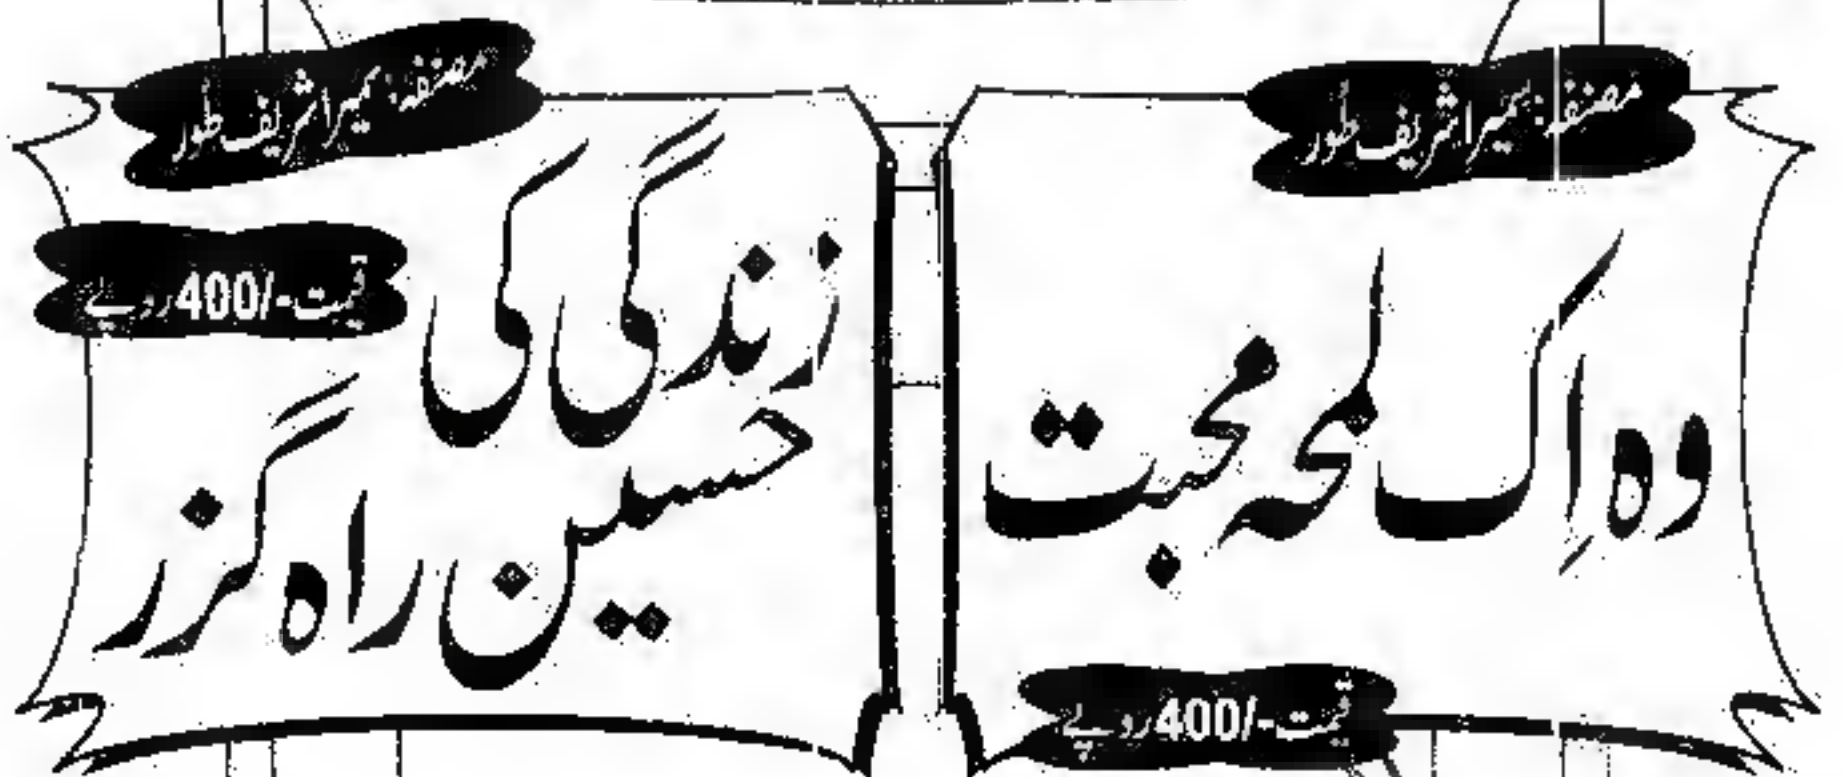 مصنفہ: سمیرا شریف طور
وہ اِک لمحہ محبت
قیمت -/400 روپے
مصنفہ: سمیرا شریف طور
زندگی کی
حسین راہ گزر
قیمت -/400 روپے